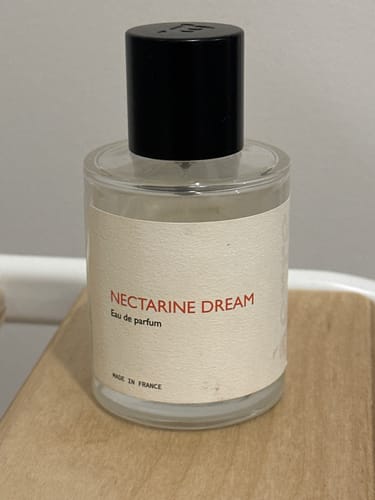 NECTARINE DREAM
Eau de parfum
MADE IN FRANCE